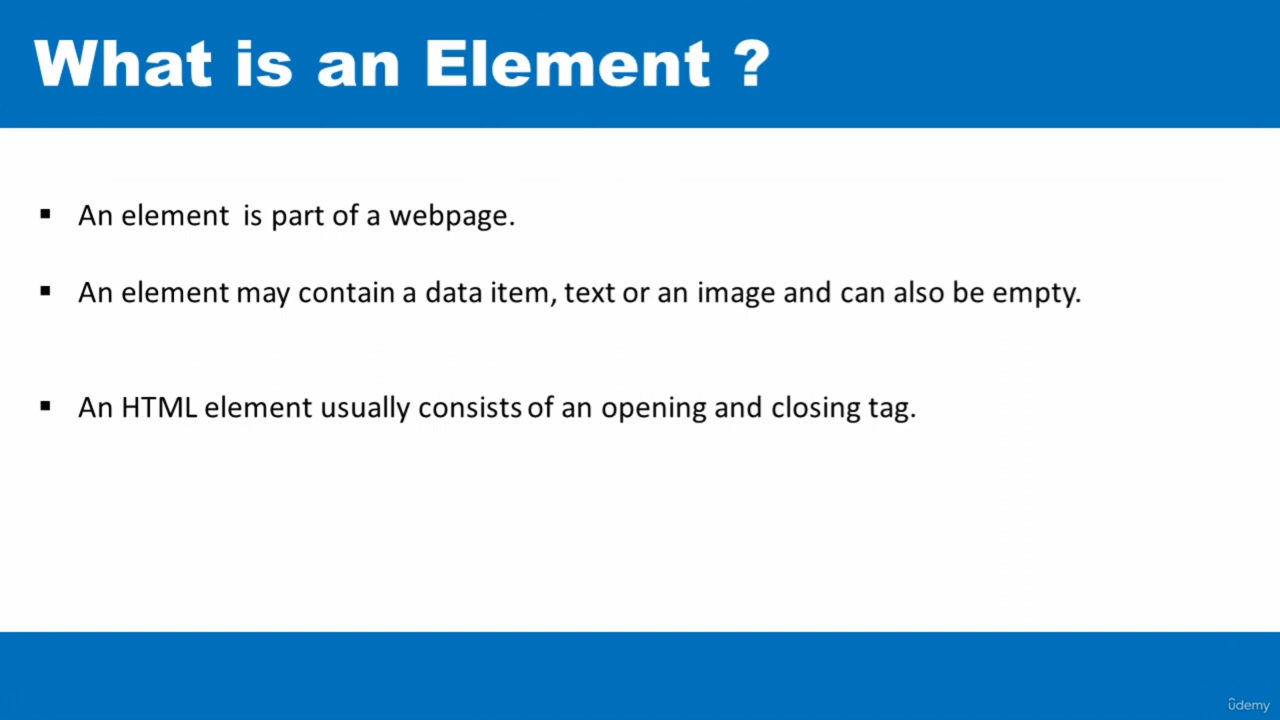 What is an Element ?
▪ An element is part of a webpage.
▪ An element may contain a data item, text or an image and can also be empty.
▪ An HTML element usually consists of an opening and closing tag.
ûdemy